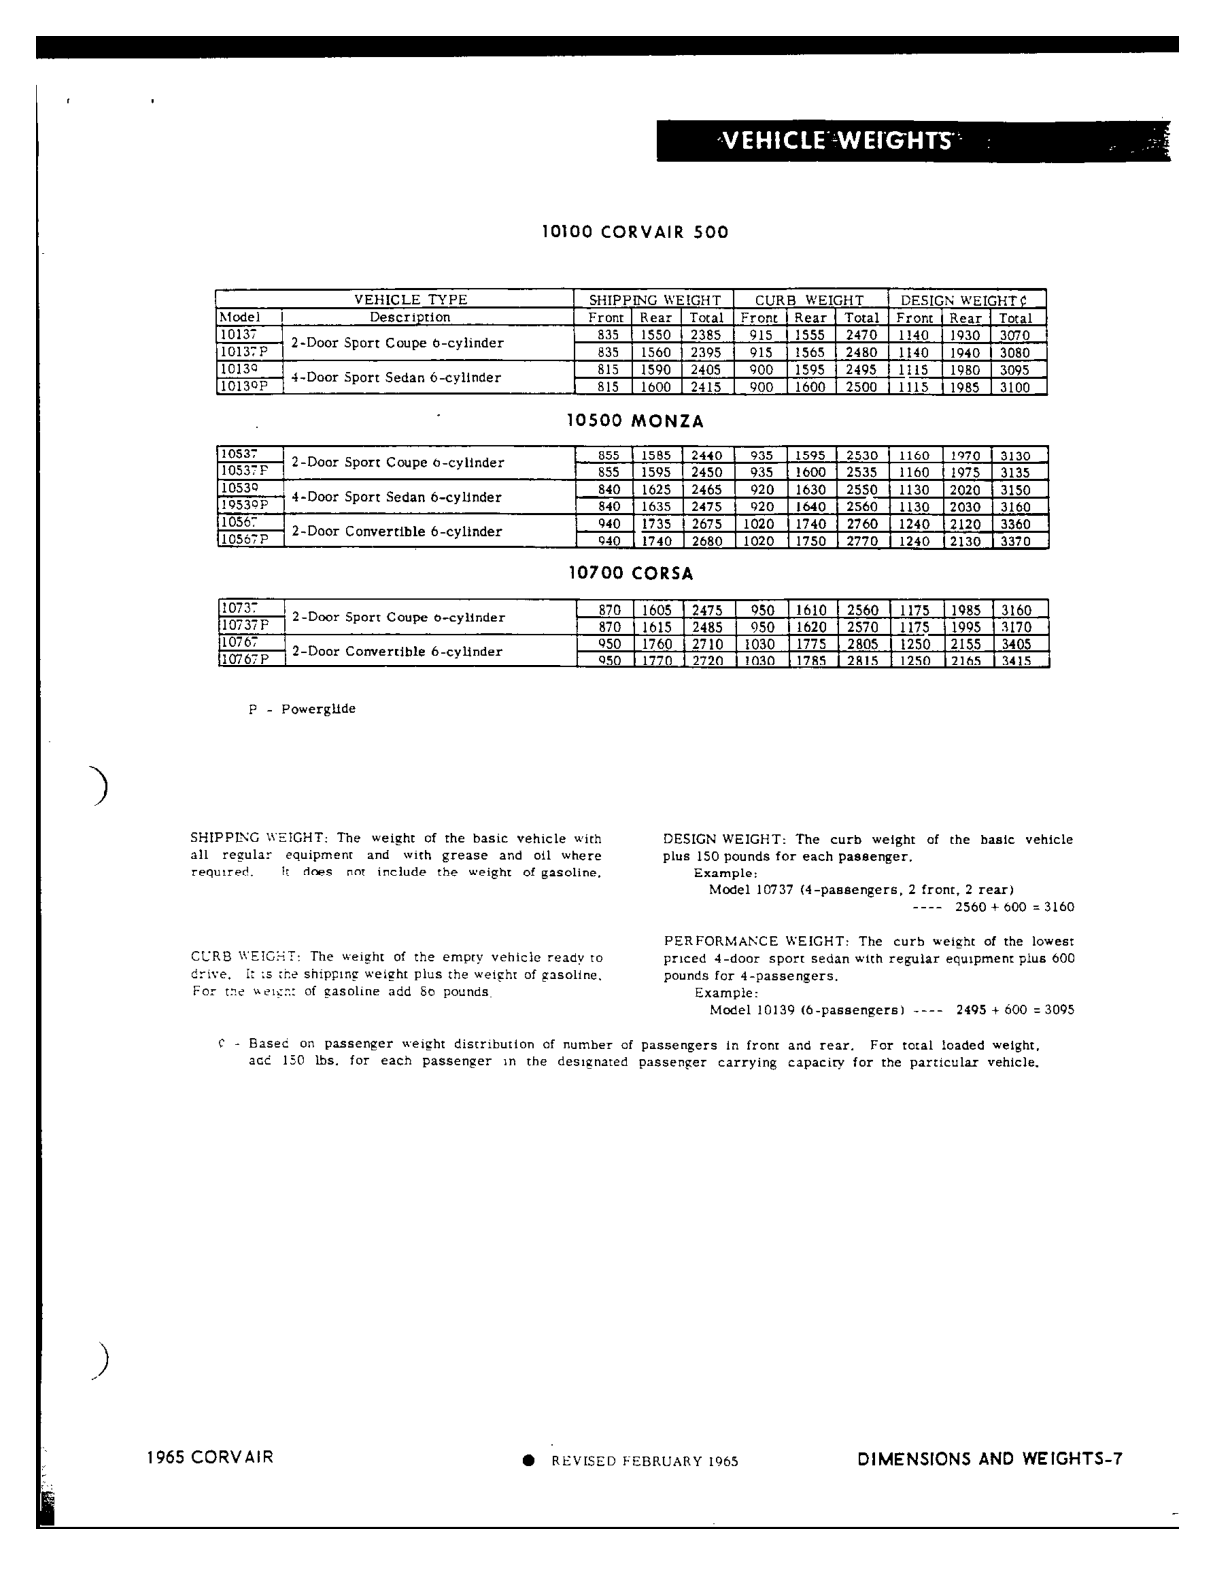 VEHICLE WEIGHTS
10100 CORVAIR 500
VEHICLE TYPE SHIPPING WEIGHT CURB WEIGHT DESIGN WEIGHT ¢
Model Description Front Rear Total Front Rear Total Front Rear Total
10137 2-Door Sport Coupe 6-cylinder 835 1550 2385 915 1555 2470 1140 1930 3070
10137P 835 1560 2395 915 1565 2480 1140 1940 3080
10139 4-Door Sport Sedan 6-cylinder 815 1590 2405 900 1595 2495 1115 1980 3095
10139P 815 1600 2415 900 1600 2500 1115 1985 3100
10500 MONZA
10537 2-Door Sport Coupe 6-cylinder 855 1585 2440 935 1595 2530 1160 1970 3130
10537P 855 1595 2450 935 1600 2535 1160 1975 3135
10539 4-Door Sport Sedan 6-cylinder 840 1625 2465 920 1630 2550 1130 2020 3150
19539P 840 1635 2475 920 1640 2560 1130 2030 3160
10567 2-Door Convertible 6-cylinder 940 1735 2675 1020 1740 2760 1240 2120 3360
10567P 940 1740 2680 1020 1750 2770 1240 2130 3370
10700 CORSA
10737 2-Door Sport Coupe 6-cylinder 870 1605 2475 950 1610 2560 1175 1985 3160
10737P 870 1615 2485 950 1620 2570 1175 1995 3170
10767 2-Door Convertible 6-cylinder 950 1760 2710 1030 1775 2805 1250 2155 3405
10767P 950 1770 2720 1030 1785 2815 1250 2165 3415
P - Powerglide
SHIPPING WEIGHT: The weight of the basic vehicle with
all regular equipment and with grease and oil where
required. It does not include the weight of gasoline.
CURB WEIGHT: The weight of the empty vehicle ready to
drive. It is the shipping weight plus the weight of gasoline.
For the weight of gasoline add 86 pounds.
DESIGN WEIGHT: The curb weight of the basic vehicle
plus 150 pounds for each passenger.
Example:
Model 10737 (4-passengers, 2 front, 2 rear)
---- 2560 + 600 = 3160
PERFORMANCE WEIGHT: The curb weight of the lowest
priced 4-door sport sedan with regular equipment plus 600
pounds for 4-passengers.
Example:
Model 10139 (6-passengers) ---- 2495 + 600 = 3095
¢ - Based on passenger weight distribution of number of passengers in front and rear. For total loaded weight,
add 150 lbs. for each passenger in the designated passenger carrying capacity for the particular vehicle.
1965 CORVAIR ● REVISED FEBRUARY 1965 DIMENSIONS AND WEIGHTS-7